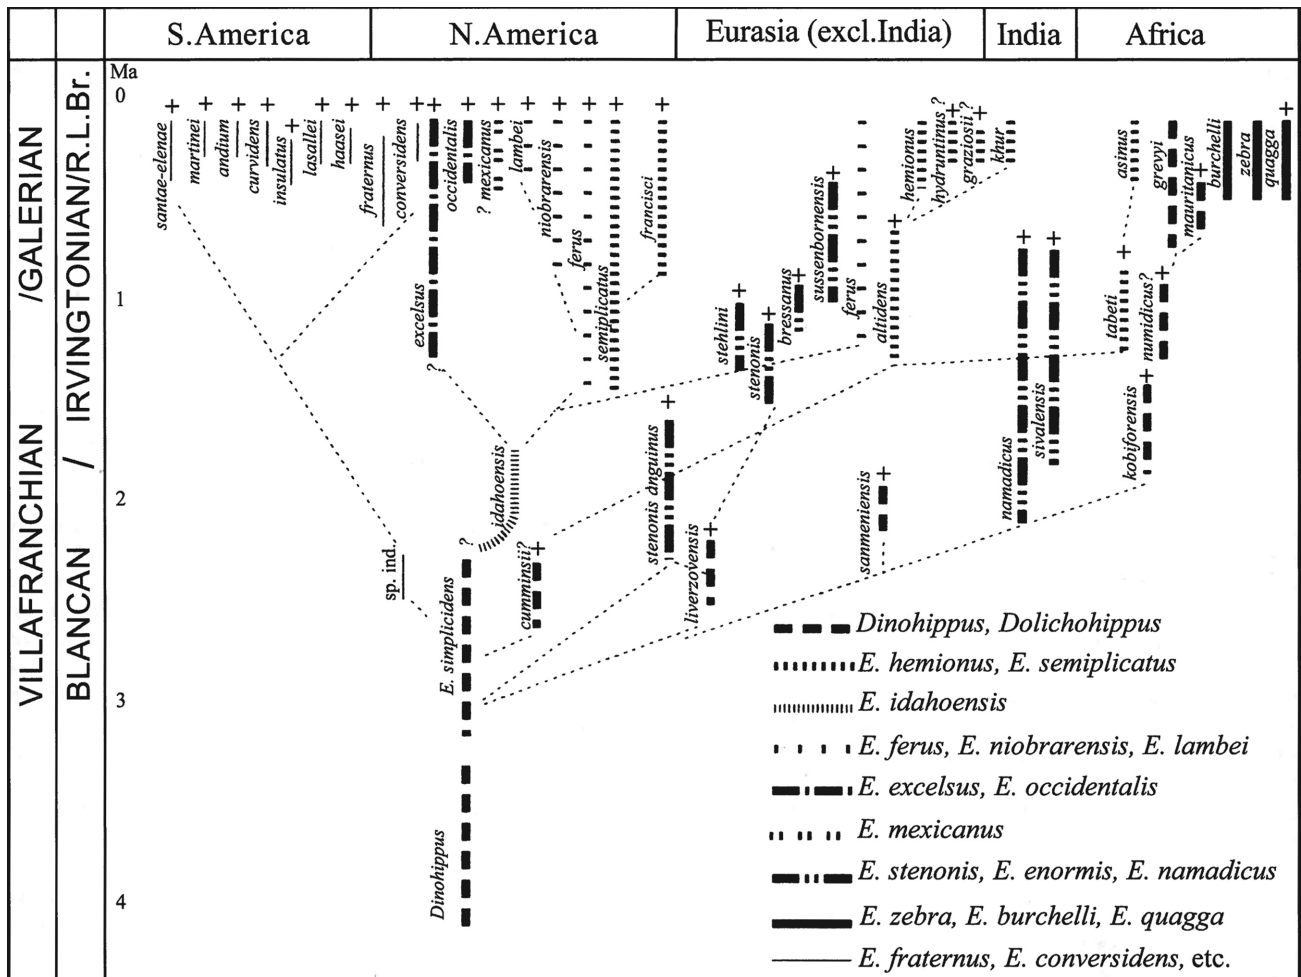 S.America
N.America
Eurasia (excl.India)
India
Africa
VILLAFRANCHIAN /GALERIAN
BLANCAN / IRVINGTONIAN/R.L.Br.
Ma
0
1
2
3
4
santae-elenae
martinei
andium
curvidens
insulatus
lasallei
haasei
fraternus
conversidens
excelsus
?
occidentalis
? mexicanus
lambei
niobrarensis
ferus
semiplicatus
francisci
idahoensis
?
sp. ind..
E. simplicidens
cumminsii?
Dinohippus
stenonis anguinus
liverzovensis
stehlini
stenonis
bressanus
sussenbornensis
ferus
altidens
sanmeniensis
hemionus
hydruntinus?
graziosii?
khur
namadicus
sivalensis
asinus
tabeti
grevyi
numidicus?
kobiforensis
mauritanicus
burchelli
zebra
quagga
Dinohippus, Dolichohippus
E. hemionus, E. semiplicatus
E. idahoensis
E. ferus, E. niobrarensis, E. lambei
E. excelsus, E. occidentalis
E. mexicanus
E. stenonis, E. enormis, E. namadicus
E. zebra, E. burchelli, E. quagga
E. fraternus, E. conversidens, etc.